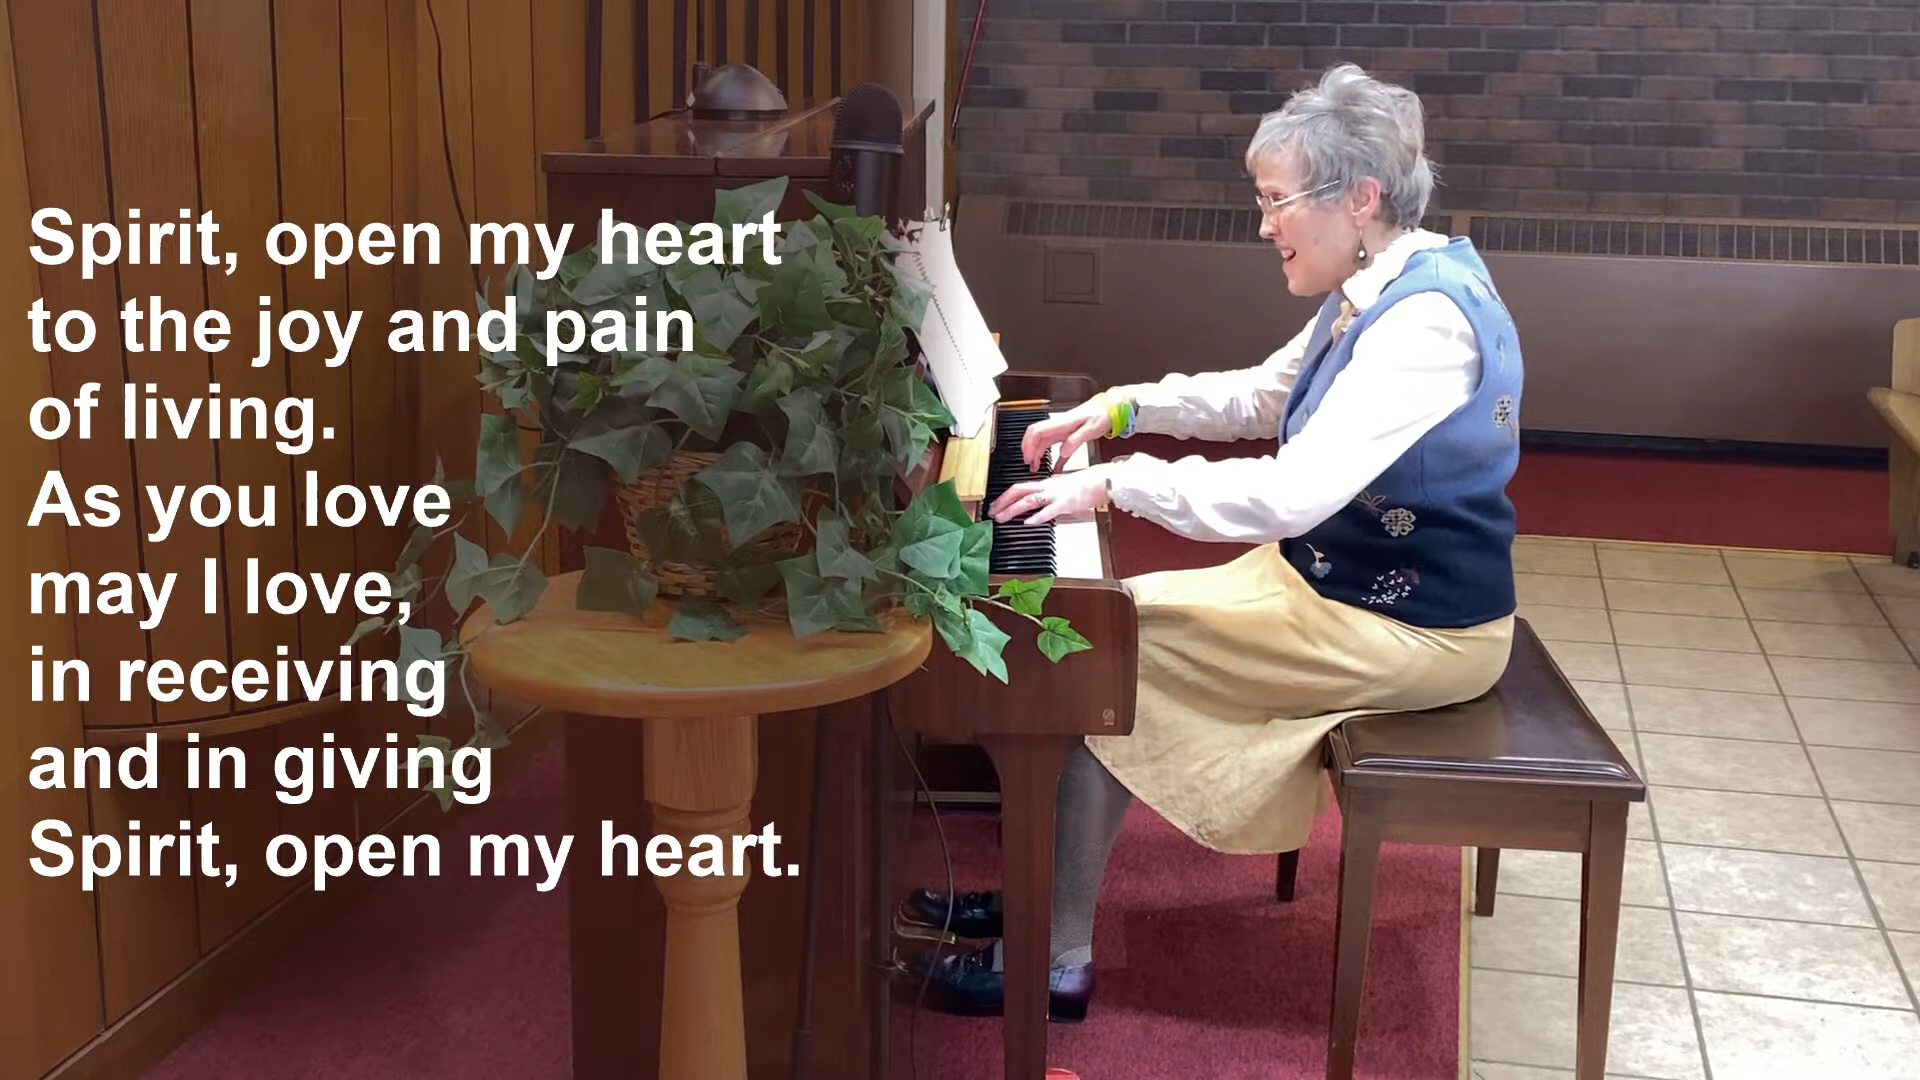 Spirit, open my heart
to the joy and pain
of living.
As you love
may I love,
in receiving
and in giving
Spirit, open my heart.